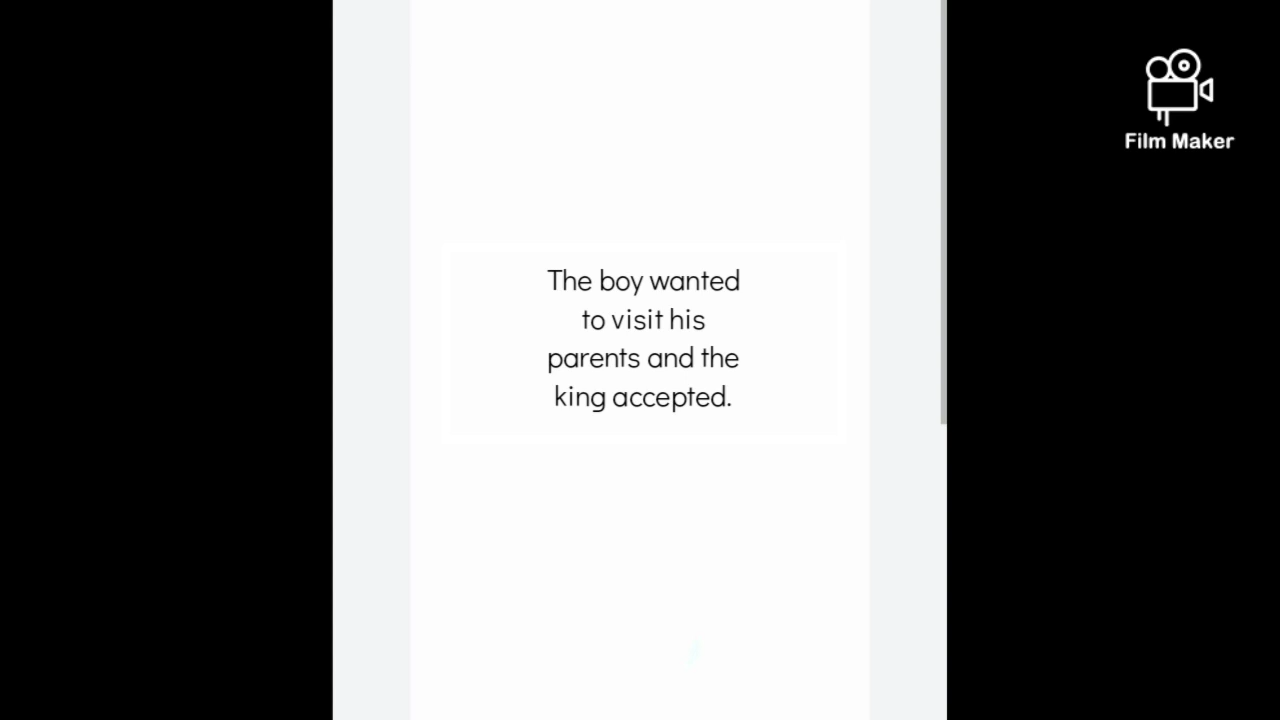 The boy wanted
to visit his
parents and the
king accepted.
Film Maker